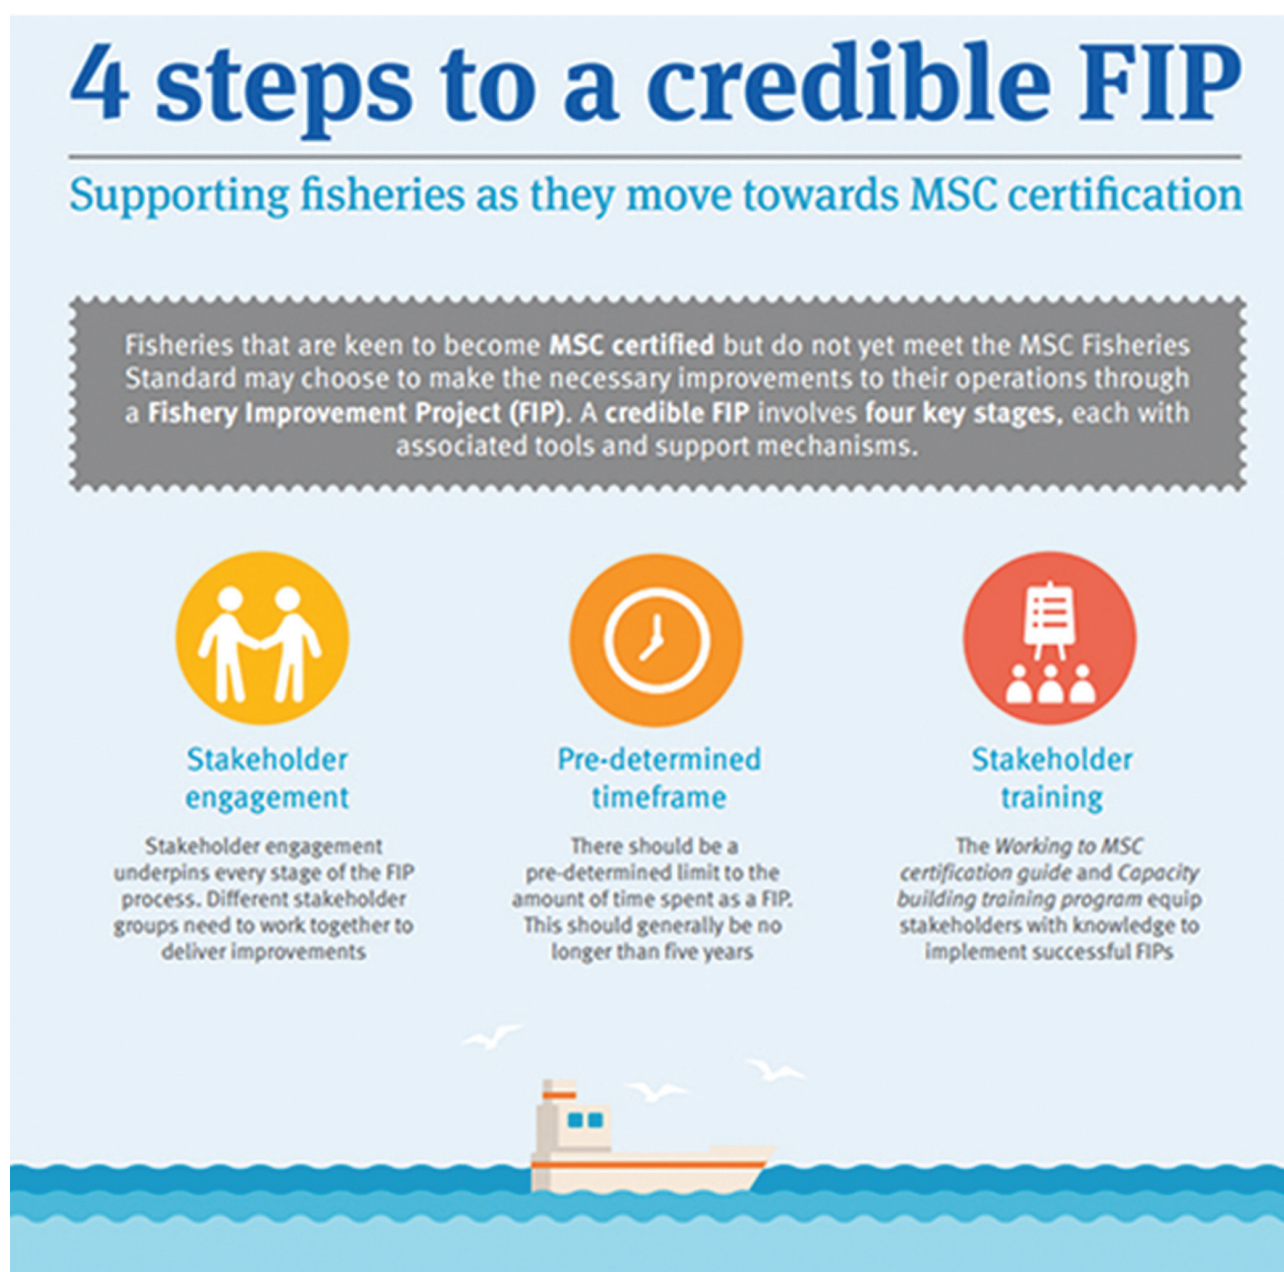 4 steps to a credible FIP
Supporting fisheries as they move towards MSC certification
Fisheries that are keen to become MSC certified but do not yet meet the MSC Fisheries
Standard may choose to make the necessary improvements to their operations through
a Fishery Improvement Project (FIP). A credible FIP involves four key stages, each with
associated tools and support mechanisms.
Stakeholder
engagement
Stakeholder engagement
underpins every stage of the FIP
process. Different stakeholder
groups need to work together to
deliver improvements
Pre-determined
timeframe
There should be a
pre-determined limit to the
amount of time spent as a FIP.
This should generally be no
longer than five years
Stakeholder
training
The Working to MSC
certification guide and Capacity
building training program equip
stakeholders with knowledge to
implement successful FIPs